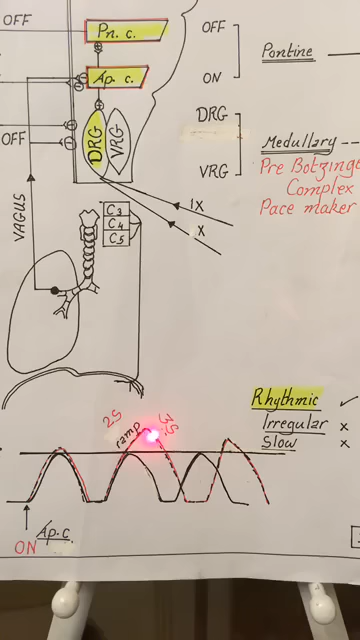 OFF
Pn. c.
OFF
Pontine
Ap. c.
ON
DRG
DRG
VRG
OFF
Medullary
VRG
Pre Botzinge
Complex
Pace maker
IX
X
VAGUS
C3
C4
C5
Rhythmic ✓
Irregular x
Slow x
2S
ramp
3S
ON
Ap. c.